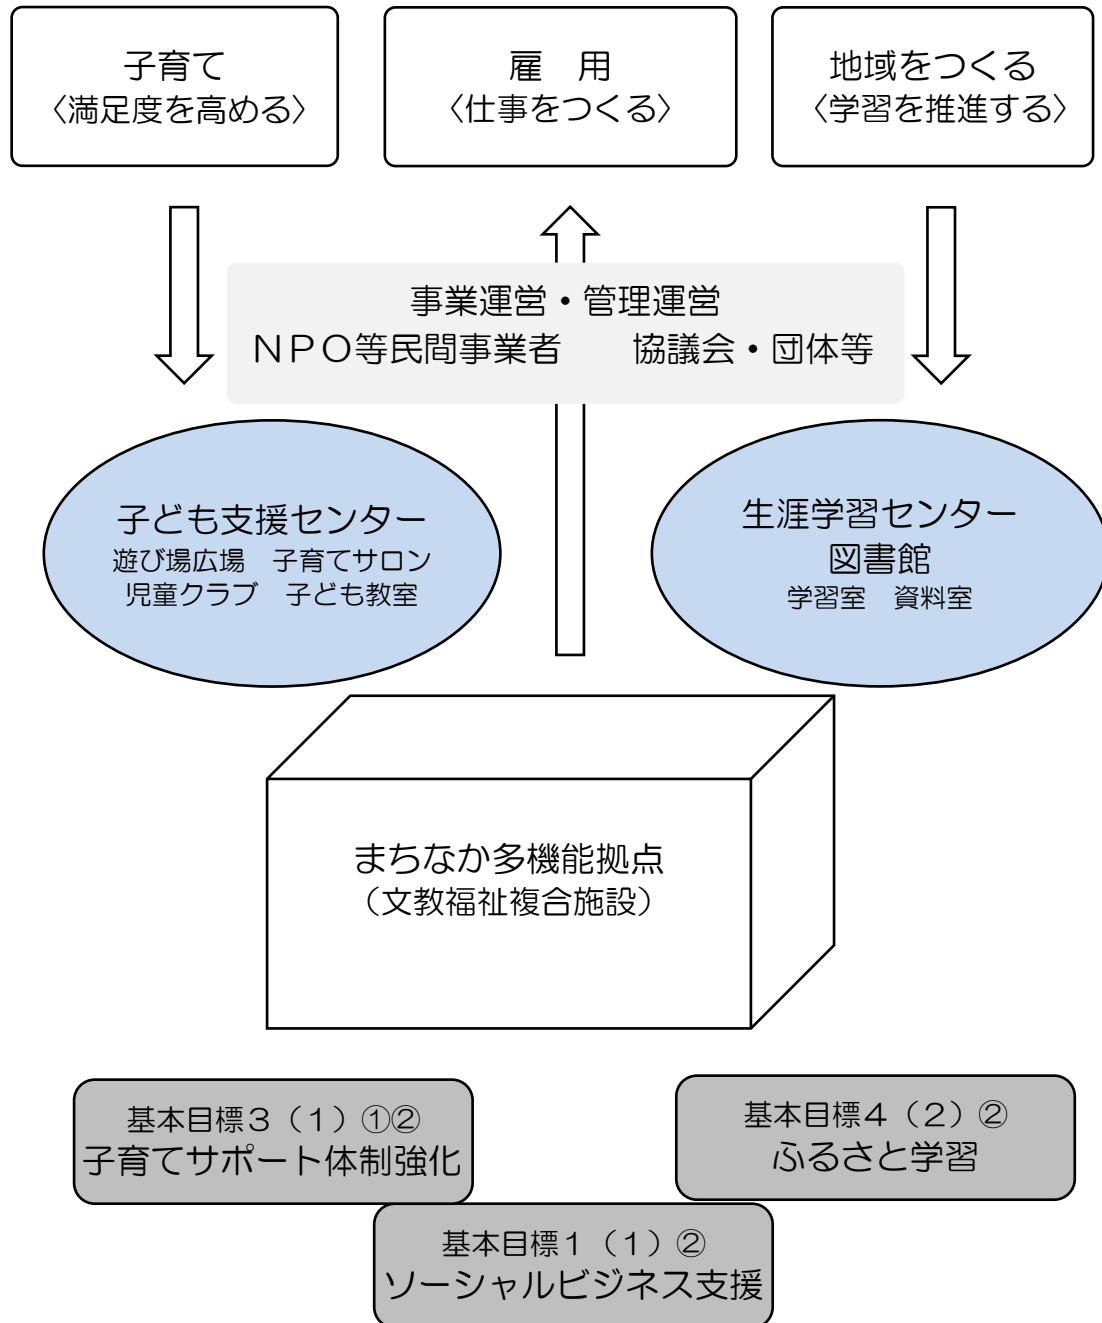 子育て
〈満足度を高める〉
雇　用
〈仕事をつくる〉
地域をつくる
〈学習を推進する〉
事業運営・管理運営
ＮＰＯ等民間事業者　　協議会・団体等
子ども支援センター
遊び場広場　子育てサロン
児童クラブ　子ども教室
生涯学習センター
図書館
学習室　資料室
まちなか多機能拠点
（文教福祉複合施設）
基本目標３（１）①②
子育てサポート体制強化
基本目標４（２）②
ふるさと学習
基本目標１（１）②
ソーシャルビジネス支援